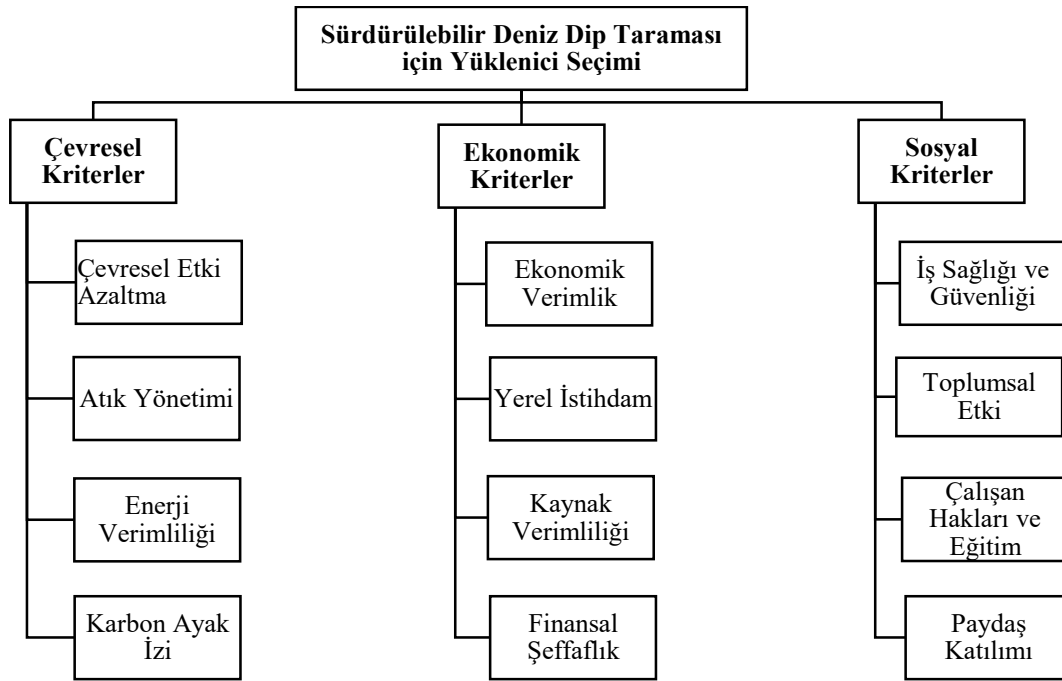 Sürdürülebilir Deniz Dip Taraması
için Yüklenici Seçimi
Çevresel
Kriterler
Çevresel Etki
Azaltma
Atık Yönetimi
Enerji
Verimliliği
Karbon Ayak
İzi
Ekonomik
Kriterler
Ekonomik
Verimlik
Yerel İstihdam
Kaynak
Verimliliği
Finansal
Şeffaflık
Sosyal
Kriterler
İş Sağlığı ve
Güvenliği
Toplumsal
Etki
Çalışan
Hakları ve
Eğitim
Paydaş
Katılımı